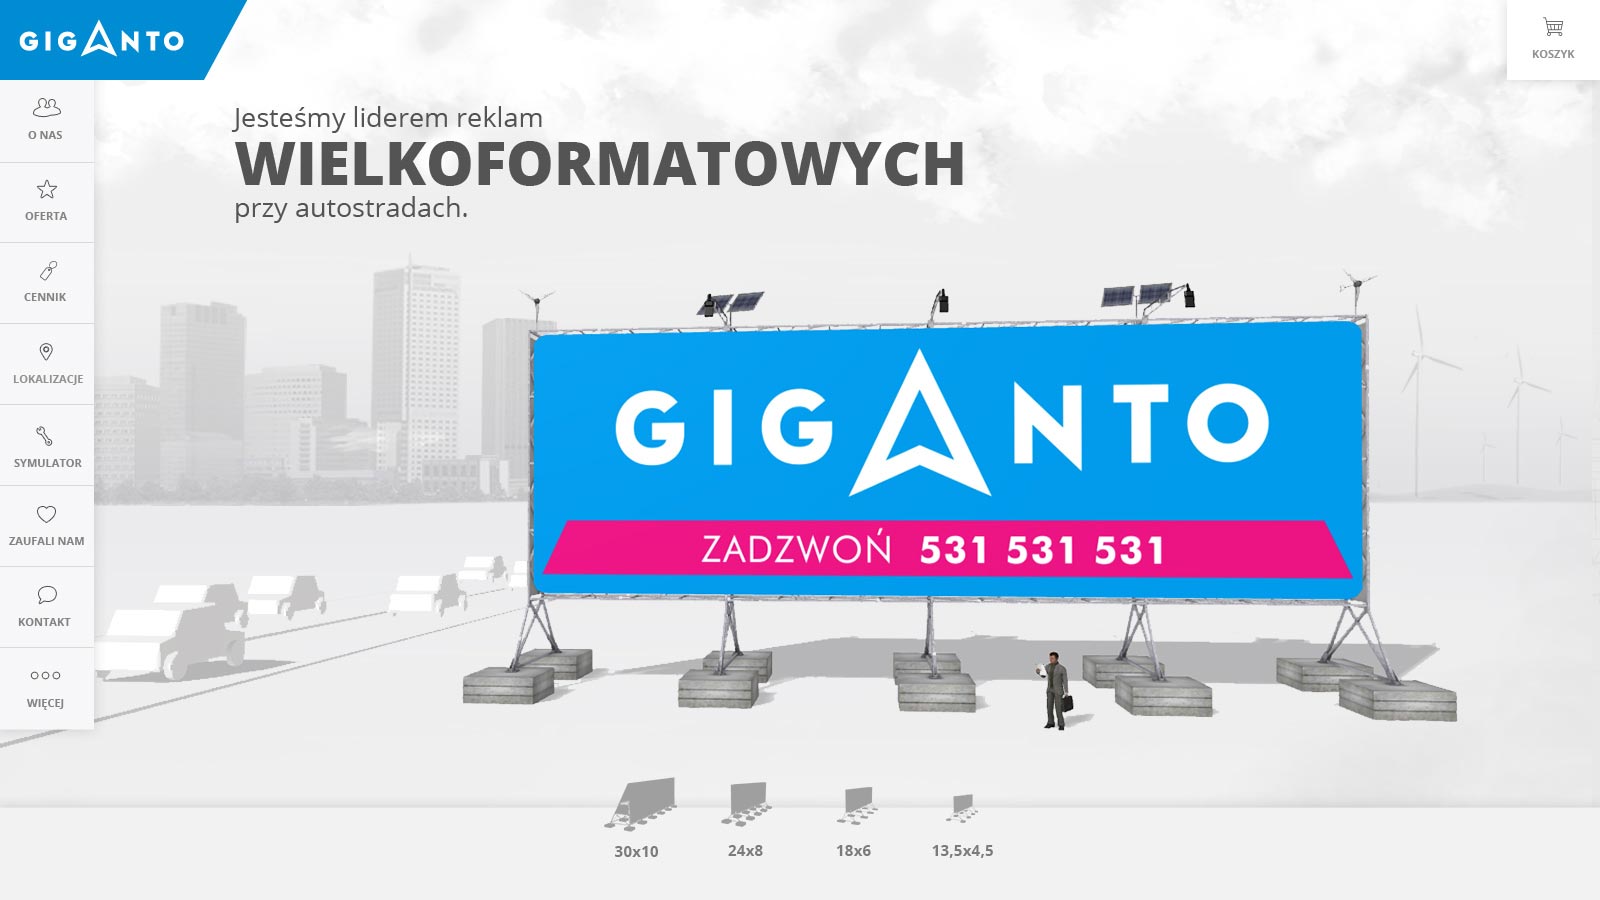 GIGANTO
KOSZYK
O NAS
OFERTA
CENNIK
LOKALIZACJE
SYMULATOR
ZAUFALI NAM
KONTAKT
WIĘCEJ
Jesteśmy liderem reklam
WIELKOFORMATOWYCH
przy autostradach.
GIGANTO
ZADZWOŃ 531 531 531
30x10
24x8
18x6
13,5x4,5